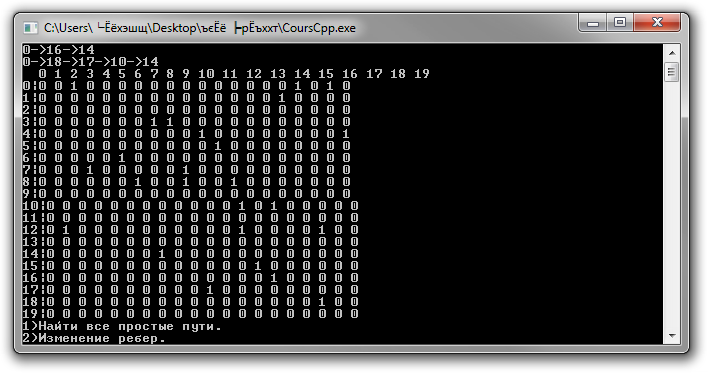 C:\Users\└Ёёхэшщ\Desktop\ъєЁё ├рЁъххт\CoursCpp.exe
0->16->14
0->18->17->10->14
0 1 2 3 4 5 6 7 8 9 10 11 12 13 14 15 16 17 18 19
0¦0 0 1 0 0 0 0 0 0 0 0 0 0 0 0 0 1 0 1 0
1¦0 0 0 0 0 0 0 0 0 0 0 0 0 0 0 1 0 0 0 0
2¦0 0 0 0 0 0 0 0 0 0 0 0 0 0 0 0 0 0 0 0
3¦0 0 0 0 0 0 0 1 1 0 0 0 0 0 0 0 0 0 0 0
4¦0 0 0 0 0 0 0 0 0 0 1 0 0 0 0 0 0 0 0 1
5¦0 0 0 0 0 0 0 0 0 0 0 1 0 0 0 0 0 0 0 0
6¦0 0 0 0 0 1 0 0 0 0 0 0 0 0 0 0 0 0 0 0
7¦0 0 0 1 0 0 0 0 0 1 0 0 0 0 0 0 0 0 0 0
8¦0 0 0 0 0 0 1 0 0 1 0 0 1 0 0 0 0 0 0 0
9¦0 0 0 0 0 0 0 0 0 0 0 0 0 0 0 0 0 0 0 0
10¦0 0 0 0 0 0 0 0 0 0 0 0 1 0 1 0 0 0 0 0
11¦0 0 0 0 0 0 0 0 0 0 0 0 0 0 0 0 0 0 0 0
12¦0 1 0 0 0 0 0 0 0 0 0 0 1 0 0 0 0 1 0 0
13¦0 0 0 0 0 0 0 0 0 0 0 0 0 0 0 0 0 0 0 0
14¦0 0 0 0 0 0 0 1 0 0 0 0 0 0 0 0 0 0 0 0
15¦0 0 0 0 0 0 0 0 0 0 0 0 0 1 0 0 0 0 0 0
16¦0 0 0 0 0 0 0 0 0 0 0 0 0 0 1 0 0 0 0 0
17¦0 0 0 0 0 0 0 0 0 0 1 0 0 0 0 0 0 0 0 0
18¦0 0 0 0 0 0 0 0 0 0 0 0 0 0 0 0 0 1 0 0
19¦0 0 0 0 0 0 0 0 0 0 0 0 0 0 0 0 0 0 0 0
1)Найти все простые пути.
2)Изменение ребер.